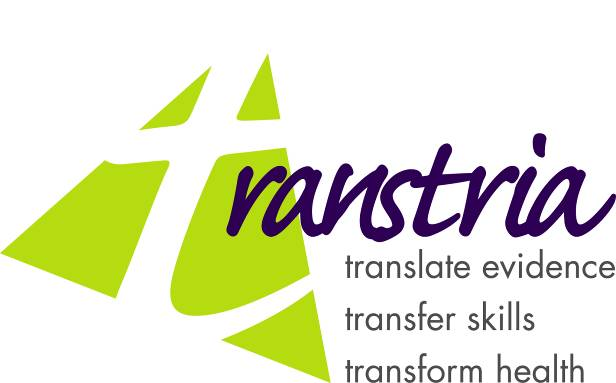 transtria
translate evidence
transfer skills
transform health